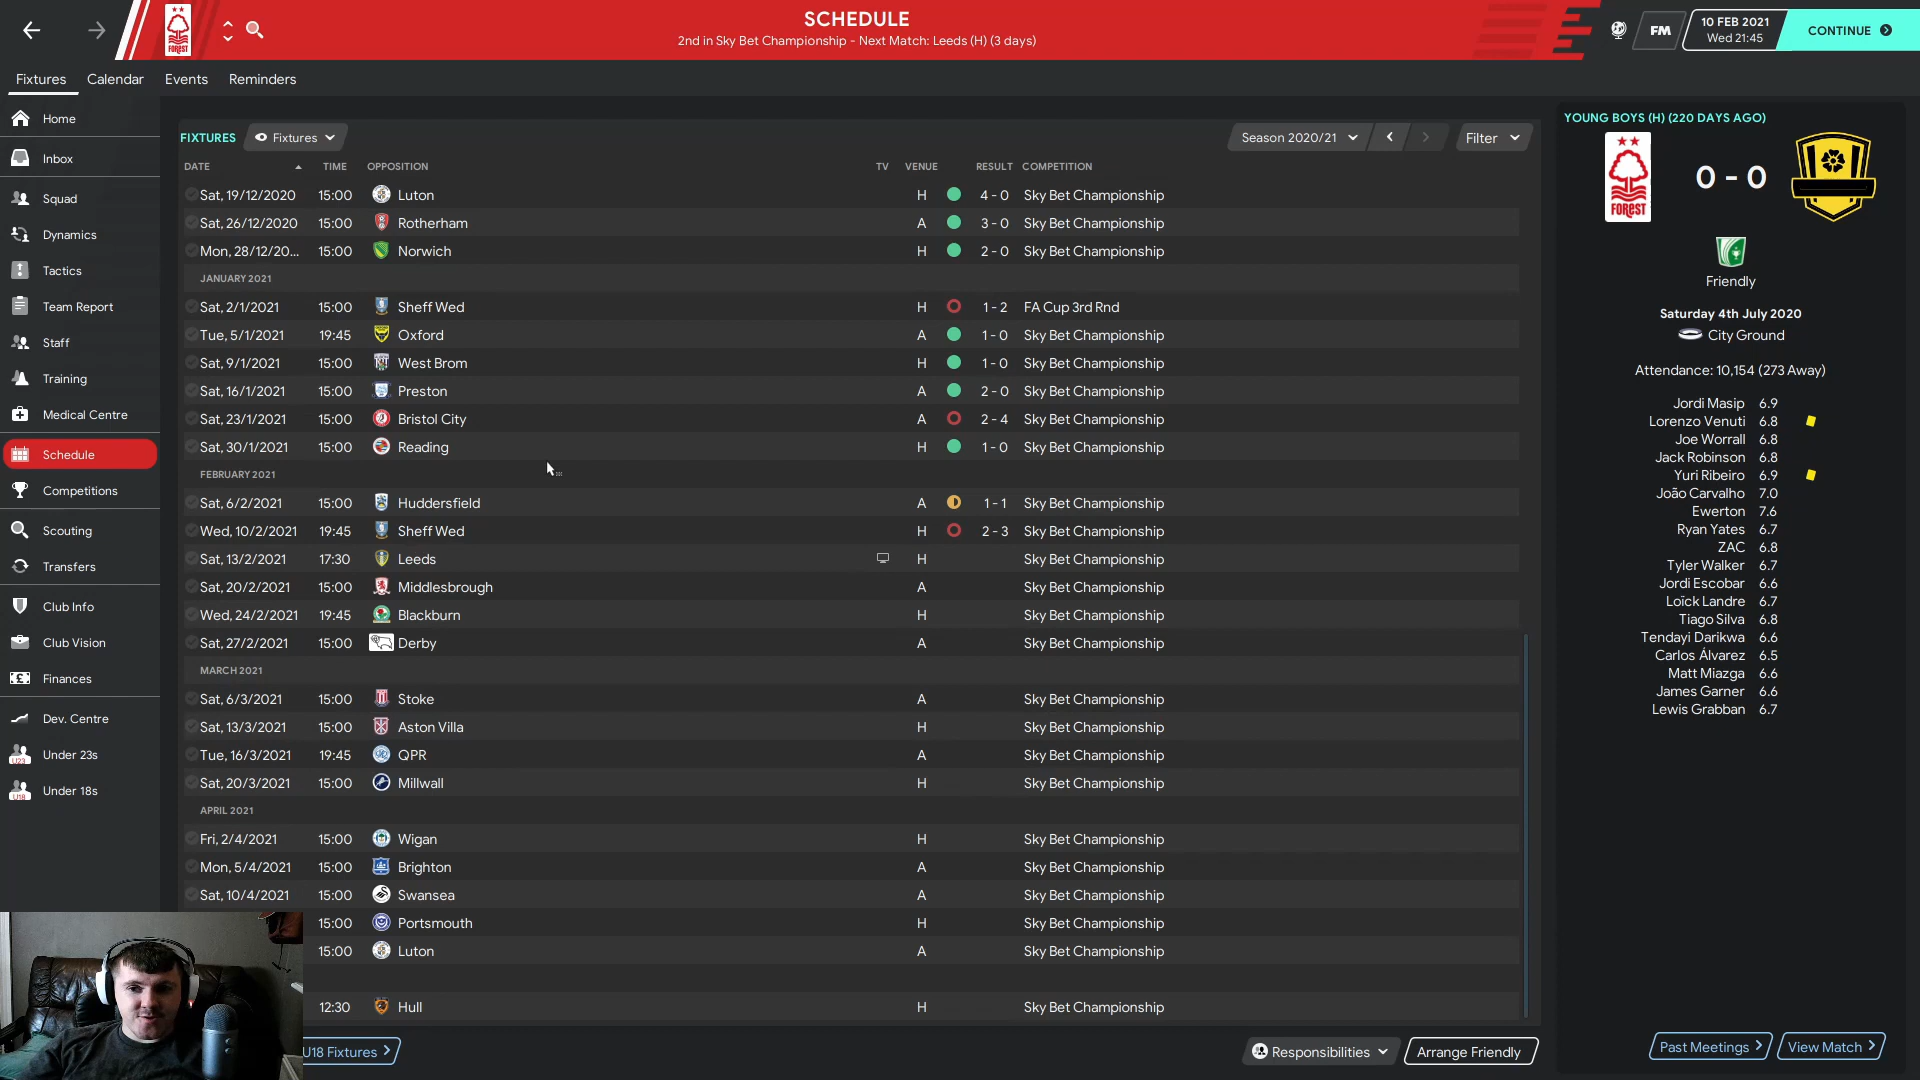 SCHEDULE
2nd in Sky Bet Championship - Next Match: Leeds (H) (3 days)
FOREST
FM
10 FEB 2021
Wed 21:45
CONTINUE
Fixtures Calendar Events Reminders
Home
Inbox
Squad
Dynamics
Tactics
Team Report
Staff
Training
Medical Centre
Schedule
Competitions
Scouting
Transfers
Club Info
Club Vision
Finances
Dev. Centre
U23 Under 23s
U18 Under 18s
FIXTURES Fixtures Season 2020/21 Filter
DATE TIME OPPOSITION TV VENUE RESULT COMPETITION
Sat, 19/12/2020 15:00 Luton H 4 - 0 Sky Bet Championship
Sat, 26/12/2020 15:00 Rotherham A 3 - 0 Sky Bet Championship
Mon, 28/12/20... 15:00 Norwich H 2 - 0 Sky Bet Championship
JANUARY 2021
Sat, 2/1/2021 15:00 Sheff Wed H 1 - 2 FA Cup 3rd Rnd
Tue, 5/1/2021 19:45 Oxford A 1 - 0 Sky Bet Championship
Sat, 9/1/2021 15:00 West Brom H 1 - 0 Sky Bet Championship
Sat, 16/1/2021 15:00 Preston A 2 - 0 Sky Bet Championship
Sat, 23/1/2021 15:00 Bristol City A 2 - 4 Sky Bet Championship
Sat, 30/1/2021 15:00 Reading H 1 - 0 Sky Bet Championship
FEBRUARY 2021
Sat, 6/2/2021 15:00 Huddersfield A 1 - 1 Sky Bet Championship
Wed, 10/2/2021 19:45 Sheff Wed H 2 - 3 Sky Bet Championship
Sat, 13/2/2021 17:30 Leeds H Sky Bet Championship
Sat, 20/2/2021 15:00 Middlesbrough A Sky Bet Championship
Wed, 24/2/2021 19:45 Blackburn H Sky Bet Championship
Sat, 27/2/2021 15:00 Derby A Sky Bet Championship
MARCH 2021
Sat, 6/3/2021 15:00 Stoke A Sky Bet Championship
Sat, 13/3/2021 15:00 Aston Villa H Sky Bet Championship
Tue, 16/3/2021 19:45 QPR A Sky Bet Championship
Sat, 20/3/2021 15:00 Millwall H Sky Bet Championship
APRIL 2021
Fri, 2/4/2021 15:00 Wigan H Sky Bet Championship
Mon, 5/4/2021 15:00 Brighton A Sky Bet Championship
Sat, 10/4/2021 15:00 Swansea A Sky Bet Championship
15:00 Portsmouth H Sky Bet Championship
15:00 Luton A Sky Bet Championship
12:30 Hull H Sky Bet Championship
U18 Fixtures
Responsibilities
Arrange Friendly
YOUNG BOYS (H) (220 DAYS AGO)
FOREST
0 - 0
Friendly
Saturday 4th July 2020
City Ground
Attendance: 10,154 (273 Away)
Jordi Masip 6.9
Lorenzo Venuti 6.8
Joe Worrall 6.8
Jack Robinson 6.8
Yuri Ribeiro 6.9
João Carvalho 7.0
Ewerton 7.6
Ryan Yates 6.7
ZAC 6.8
Tyler Walker 6.7
Jordi Escobar 6.6
Loïck Landre 6.7
Tiago Silva 6.8
Tendayi Darikwa 6.6
Carlos Álvarez 6.5
Matt Miazga 6.6
James Garner 6.6
Lewis Grabban 6.7
Past Meetings
View Match